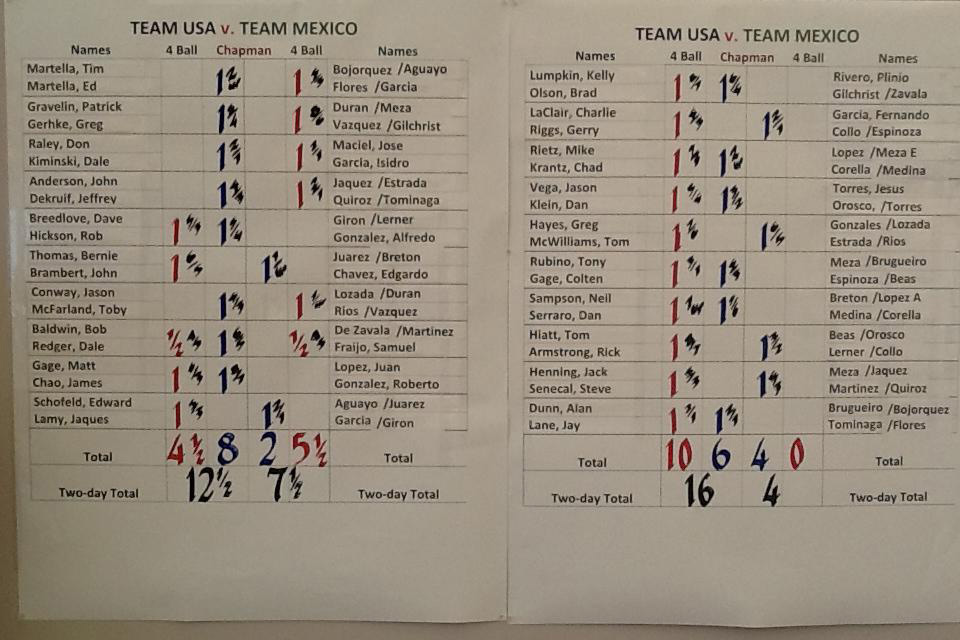 TEAM USA v. TEAM MEXICO
Names 4 Ball Chapman 4 Ball Names
Martella, Tim Bojorquez /Aguayo
Martella, Ed 1 1 Flores /Garcia
Gravelin, Patrick Duran /Meza
Gerhke, Greg 1 1 Vazquez /Gilchrist
Raley, Don Maciel, Jose
Kiminski, Dale 1 1 Garcia, Isidro
Anderson, John Jaquez /Estrada
Dekruif, Jeffrey 1 1 Quiroz /Tominaga
Breedlove, Dave Giron /Lerner
Hickson, Rob 1 1 Gonzalez, Alfredo
Thomas, Bernie Juarez /Breton
Brambert, John 1 1 Chavez, Edgardo
Conway, Jason Lozada /Duran
McFarland, Toby 1 1 Rios /Vazquez
Baldwin, Bob De Zavala /Martinez
Redger, Dale ½ 1 ½ Fraijo, Samuel
Gage, Matt Lopez, Juan
Chao, James 1 1 Gonzalez, Roberto
Schofeld, Edward Aguayo /Juarez
Lamy, Jaques 1 1 Garcia /Giron
Total 4½ 8 2 5½ Total
Two-day Total 12½ 7½ Two-day Total
TEAM USA v. TEAM MEXICO
Names 4 Ball Chapman 4 Ball Names
Lumpkin, Kelly Rivero, Plinio
Olson, Brad 1 1 Gilchrist /Zavala
LaClair, Charlie Garcia, Fernando
Riggs, Gerry 1 1 Collo /Espinoza
Rietz, Mike Lopez /Meza E
Krantz, Chad 1 1 Corella /Medina
Vega, Jason Torres, Jesus
Klein, Dan 1 1 Orosco, /Torres
Hayes, Greg Gonzales /Lozada
McWilliams, Tom 1 1 Estrada /Rios
Rubino, Tony Meza /Brugueiro
Gage, Colten 1 1 Espinoza /Beas
Sampson, Neil Breton /Lopez A
Serraro, Dan 1 1 Medina /Corella
Hiatt, Tom Beas /Orosco
Armstrong, Rick 1 1 Lerner /Collo
Henning, Jack Meza /Jaquez
Senecal, Steve 1 1 Martinez /Quiroz
Dunn, Alan Brugueiro /Bojorquez
Lane, Jay 1 1 Tominaga /Flores
Total 10 6 4 0 Total
Two-day Total 16 4 Two-day Total